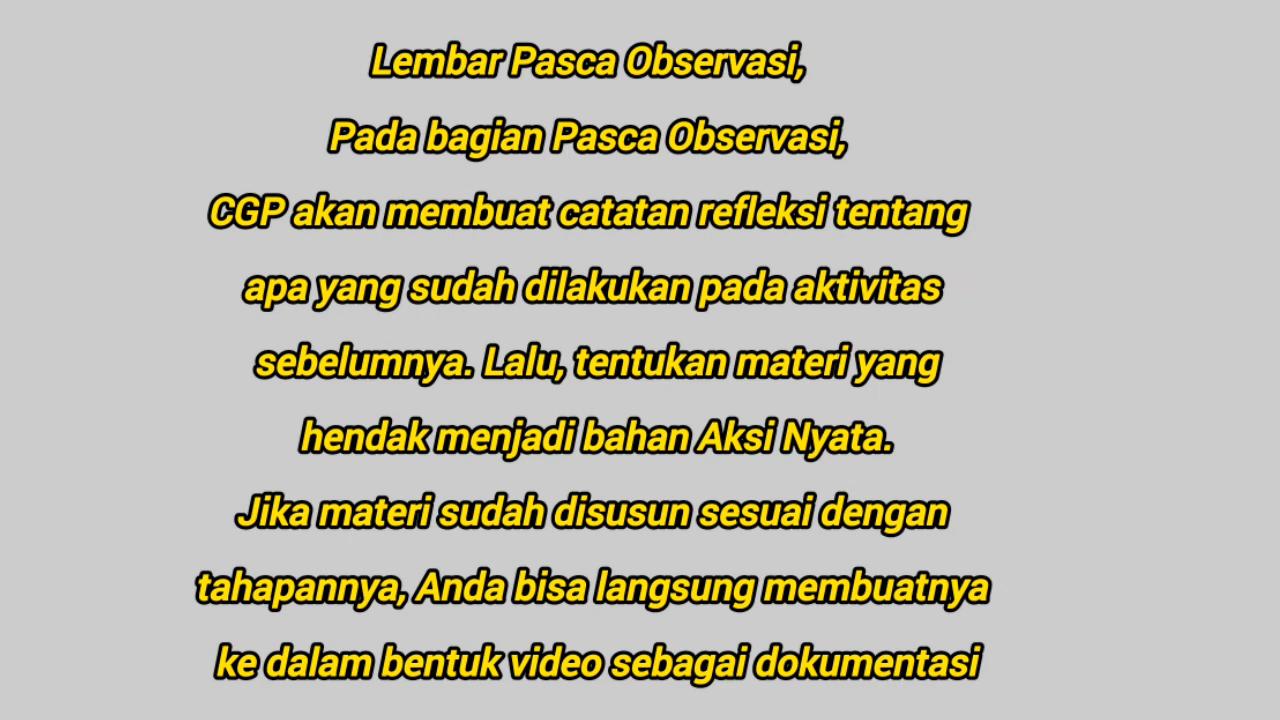 Lembar Pasca Observasi,
Pada bagian Pasca Observasi,
CGP akan membuat catatan refleksi tentang
apa yang sudah dilakukan pada aktivitas
sebelumnya. Lalu, tentukan materi yang
hendak menjadi bahan Aksi Nyata.
Jika materi sudah disusun sesuai dengan
tahapannya, Anda bisa langsung membuatnya
ke dalam bentuk video sebagai dokumentasi